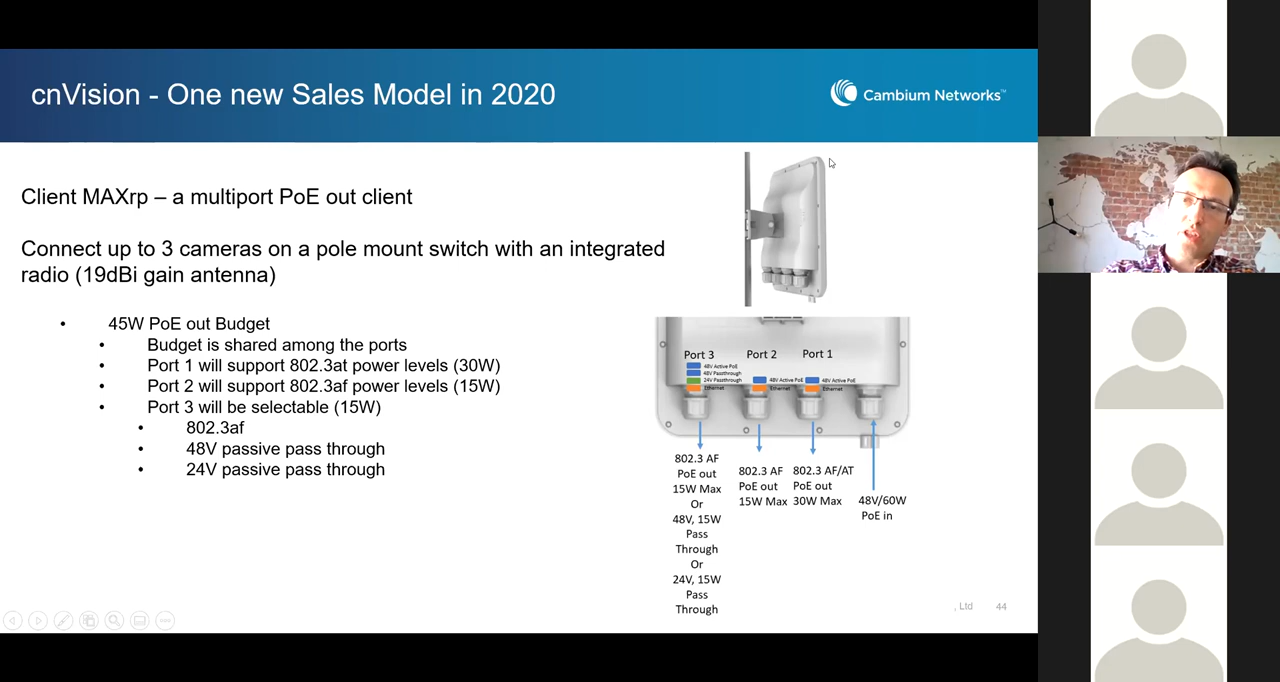 cnVision - One new Sales Model in 2020
Cambium Networks™
Client MAXrp – a multiport PoE out client
Connect up to 3 cameras on a pole mount switch with an integrated
radio (19dBi gain antenna)
• 45W PoE out Budget
• Budget is shared among the ports
• Port 1 will support 802.3at power levels (30W)
• Port 2 will support 802.3af power levels (15W)
• Port 3 will be selectable (15W)
• 802.3af
• 48V passive pass through
• 24V passive pass through
Port 3
48V Active PoE
48V Passthrough
24V Passthrough
Ethernet
Port 2
48V Active PoE
Ethernet
Port 1
48V Active PoE
Ethernet
802.3 AF
PoE out
15W Max
Or
48V, 15W
Pass
Through
Or
24V, 15W
Pass
Through
802.3 AF
PoE out
15W Max
802.3 AF/AT
PoE out
30W Max
48V/60W
PoE in
, Ltd
44